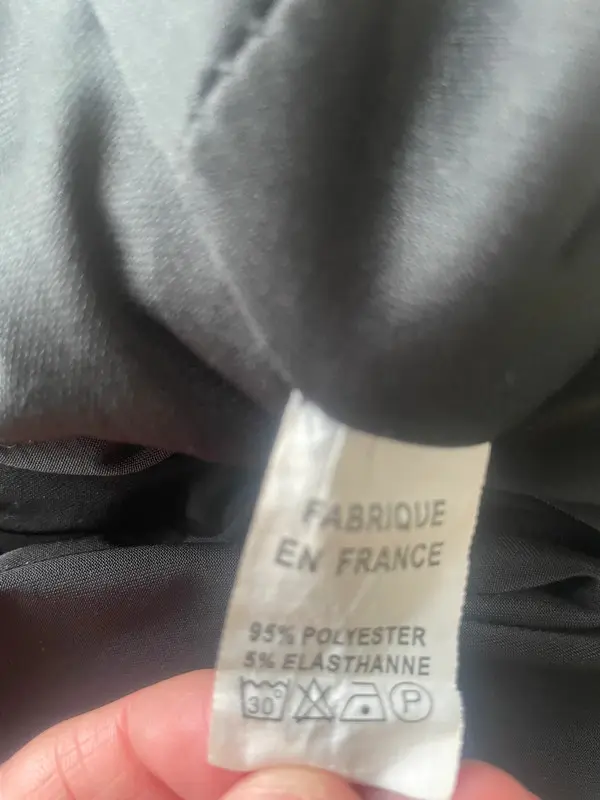 FABRIQUE
EN FRANCE
95% POLYESTER
5% ELASTHANNE
30° P